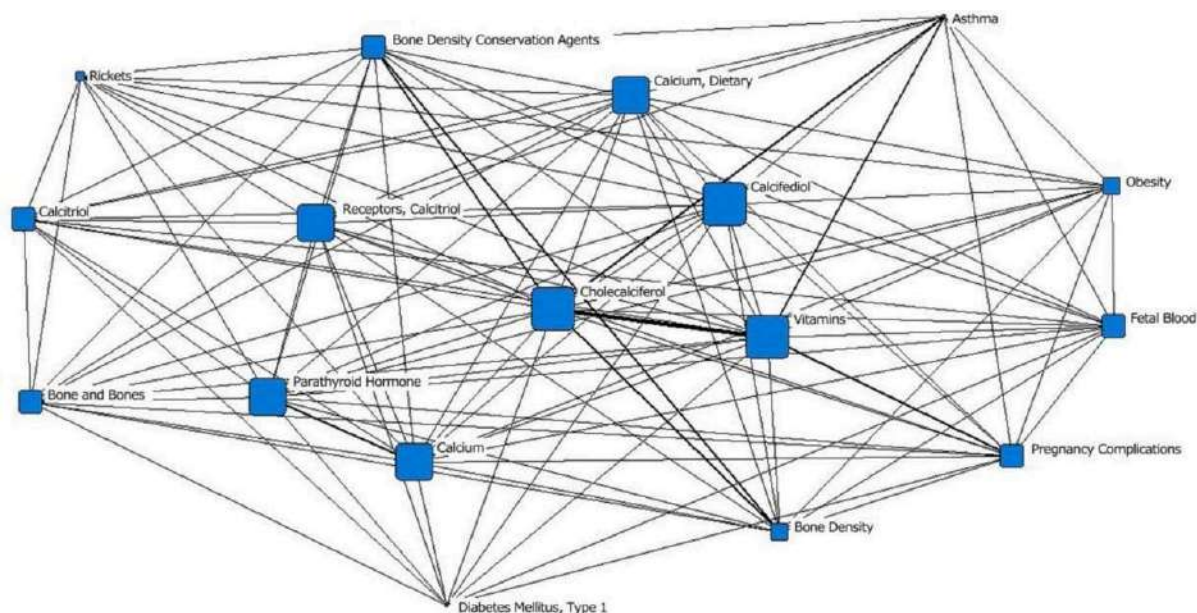 Asthma
Bone Density Conservation Agents
Rickets
Calcium, Dietary
Calcifediol
Obesity
Calcitriol
Receptors, Calcitriol
Cholecalciferol
Vitamins
Fetal Blood
Parathyroid Hormone
Bone and Bones
Calcium
Pregnancy Complications
Bone Density
Diabetes Mellitus, Type 1